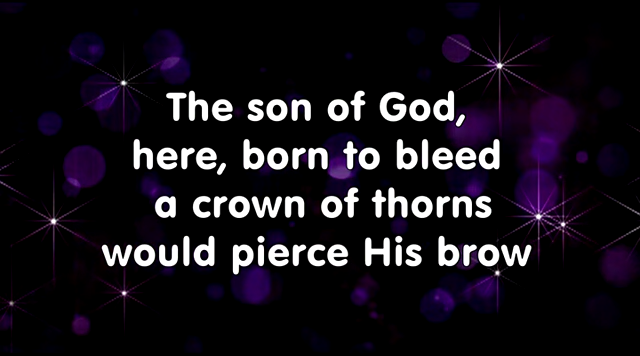 The son of God,
here, born to bleed
a crown of thorns
would pierce His brow